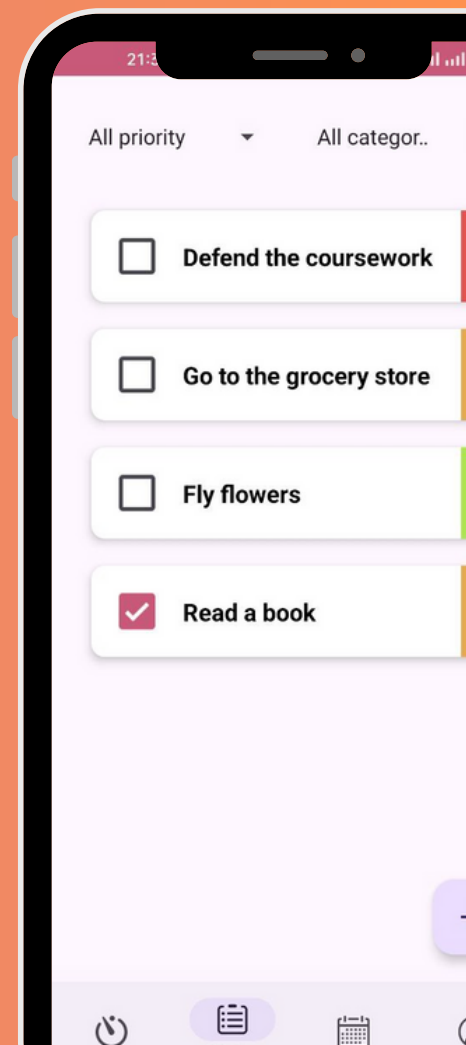 All priority
All categor..
Defend the coursework
Go to the grocery store
Fly flowers
Read a book